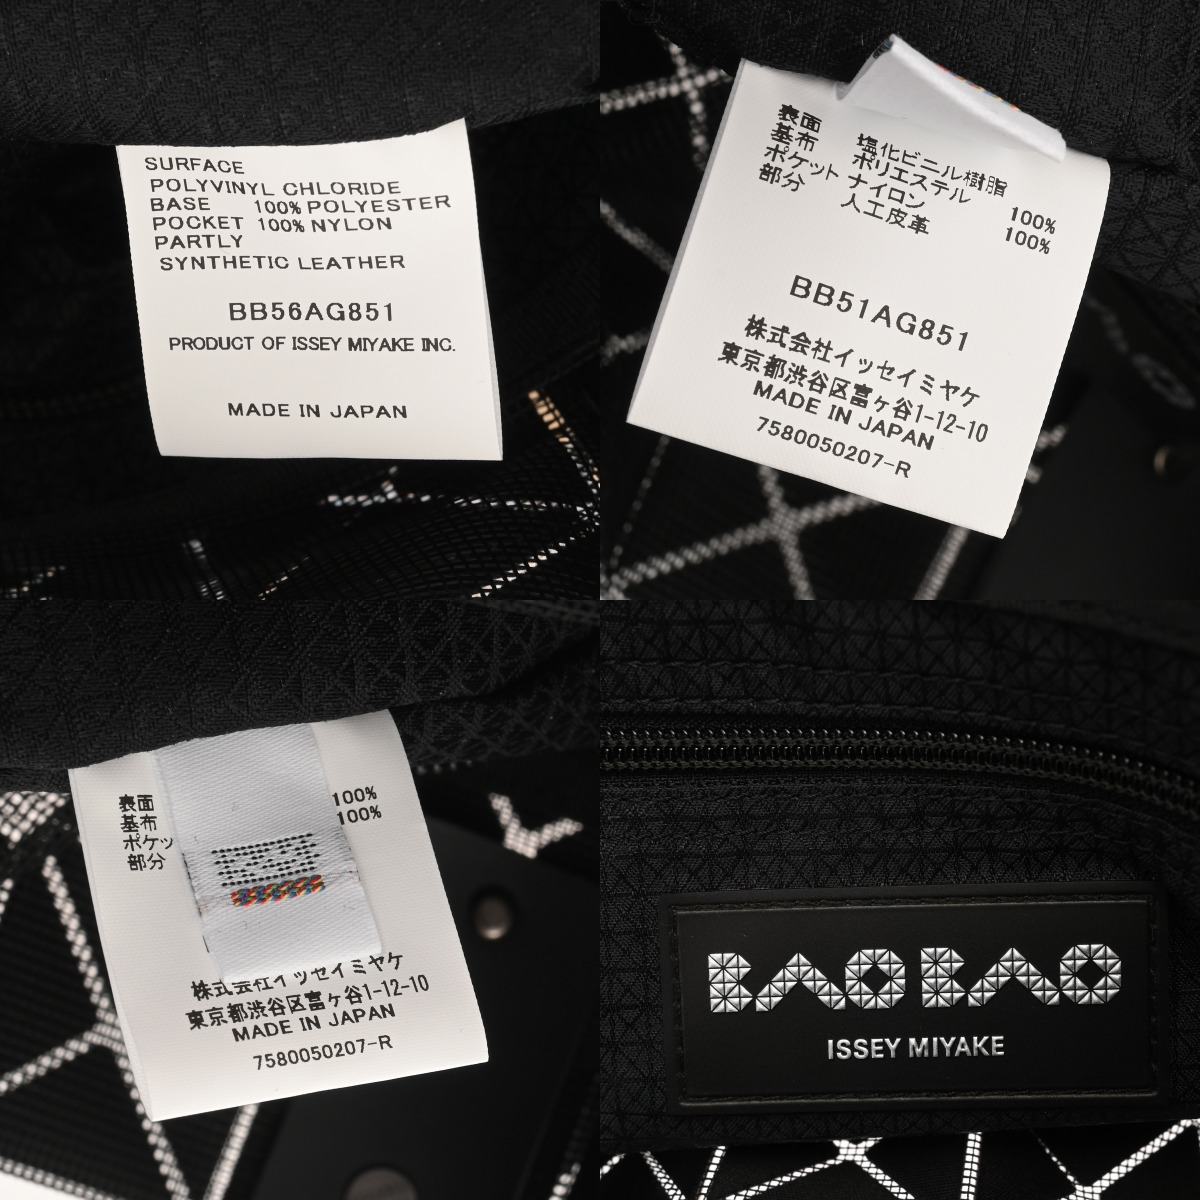 SURFACE
POLYVINYL CHLORIDE
BASE 100% POLYESTER
POCKET 100% NYLON
PARTLY
SYNTHETIC LEATHER
BB56AG851
PRODUCT OF ISSEY MIYAKE INC.
MADE IN JAPAN
表面 塩化ビニル樹脂
基布 ポリエステル 100%
ポケット ナイロン 100%
部分 人工皮革
BB51AG851
株式会社イッセイミヤケ
東京都渋谷区富ヶ谷1-12-10
MADE IN JAPAN
7580050207-R
表面
基布 100%
ポケッ 100%
部分
株式会社イッセイミヤケ
東京都渋谷区富ヶ谷1-12-10
MADE IN JAPAN
7580050207-R
BAOBAO
ISSEY MIYAKE